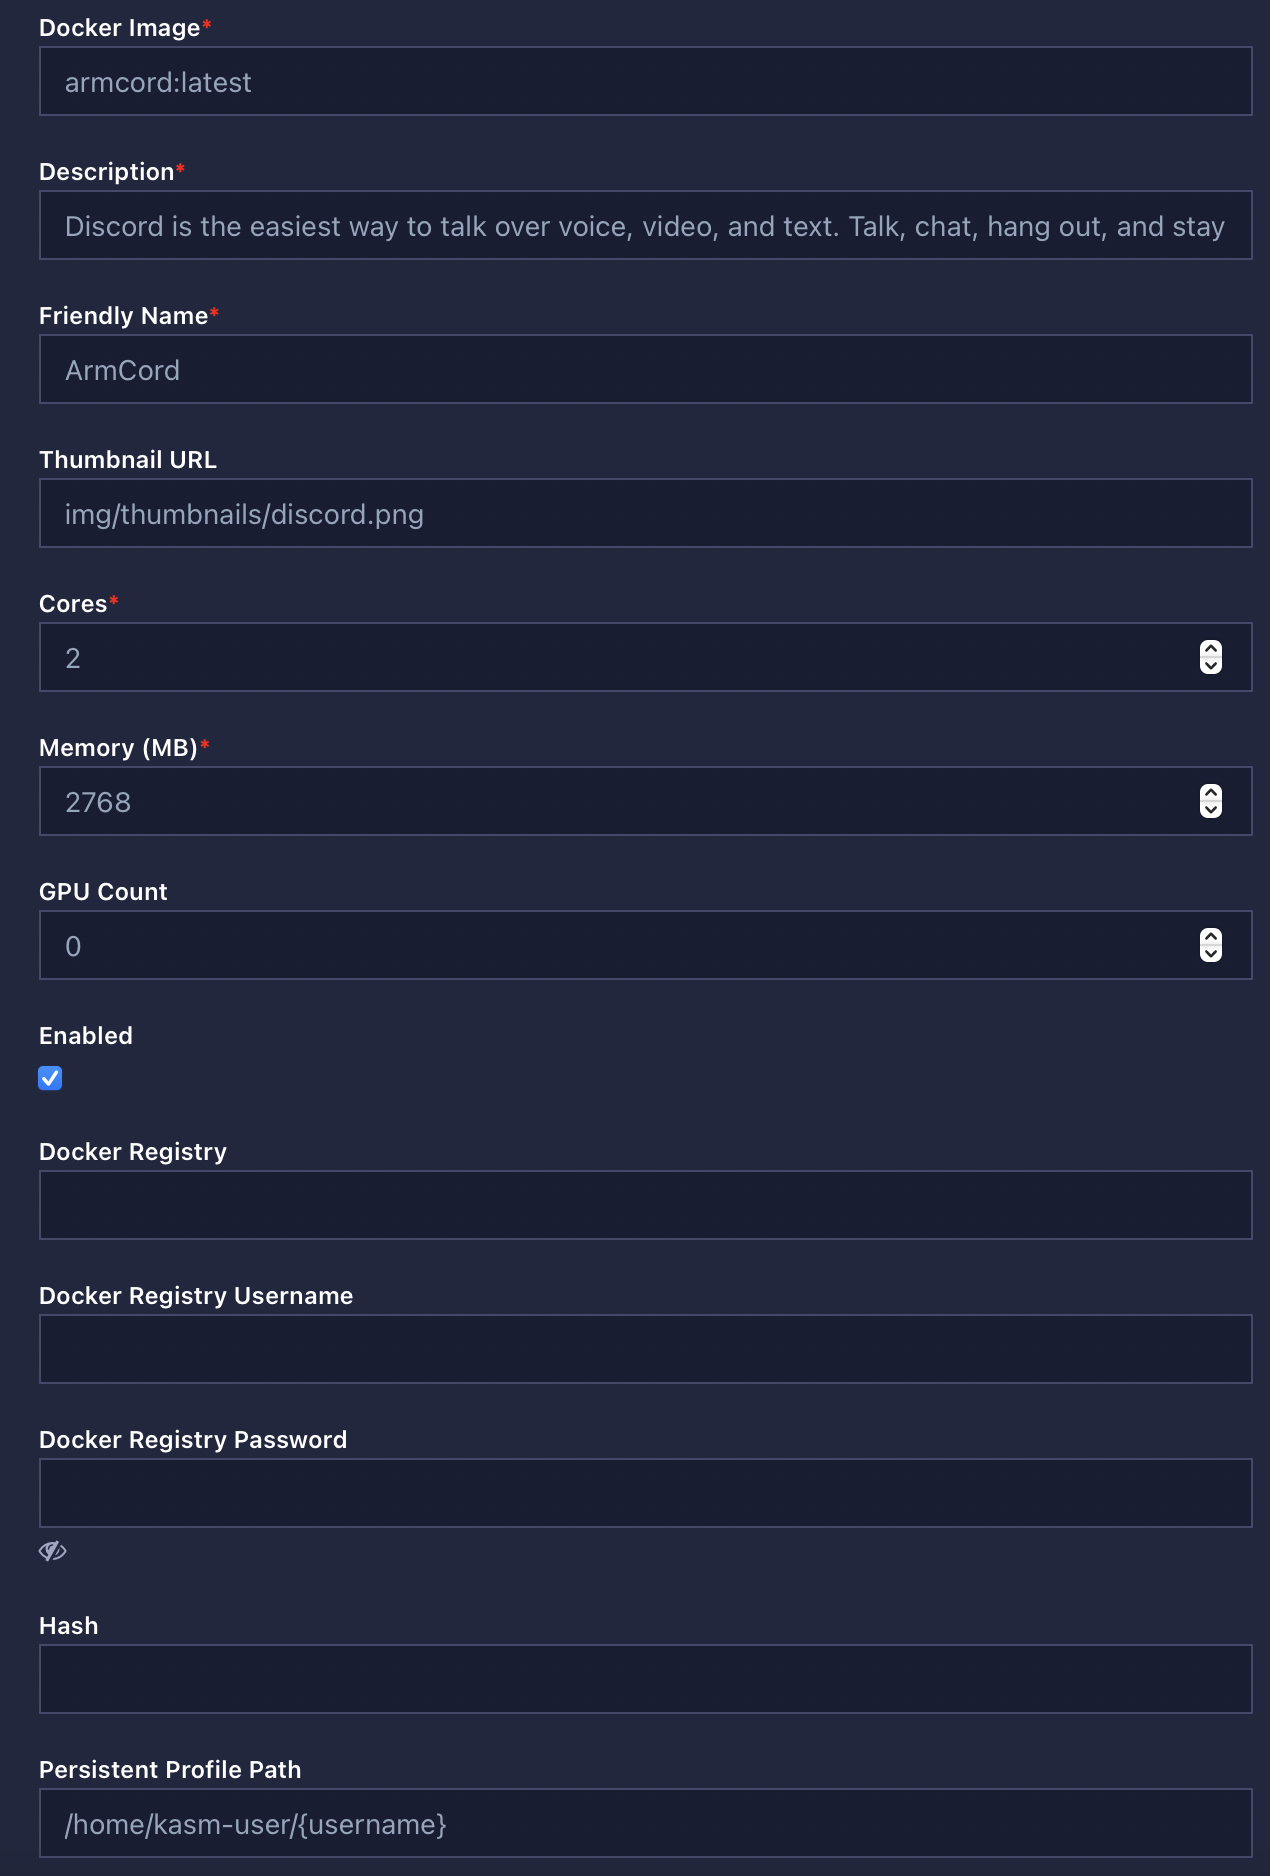 Docker Image*
armcord:latest
Description*
Discord is the easiest way to talk over voice, video, and text. Talk, chat, hang out, and stay
Friendly Name*
ArmCord
Thumbnail URL
img/thumbnails/discord.png
Cores*
2
Memory (MB)*
2768
GPU Count
0
Enabled
Docker Registry
Docker Registry Username
Docker Registry Password
Hash
Persistent Profile Path
/home/kasm-user/{username}